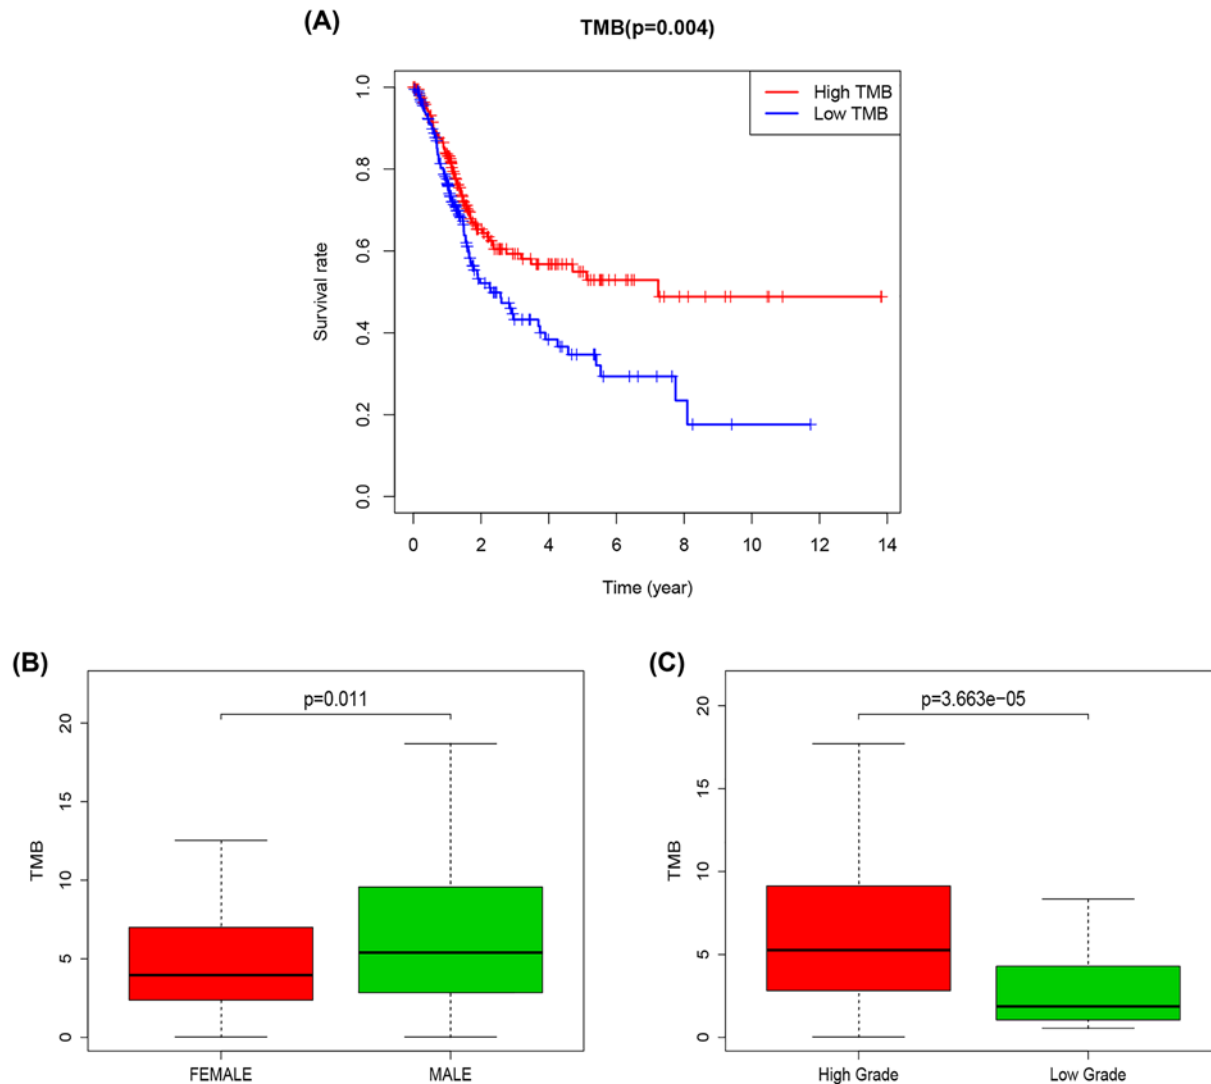 (A)
TMB(p=0.004)
High TMB
Low TMB
Survival rate
1.0
0.8
0.6
0.4
0.2
0.0
0 2 4 6 8 10 12 14
Time (year)
(B)
p=0.011
TMB
20
15
10
5
0
FEMALE MALE
(C)
p=3.663e−05
TMB
20
15
10
5
0
High Grade Low Grade